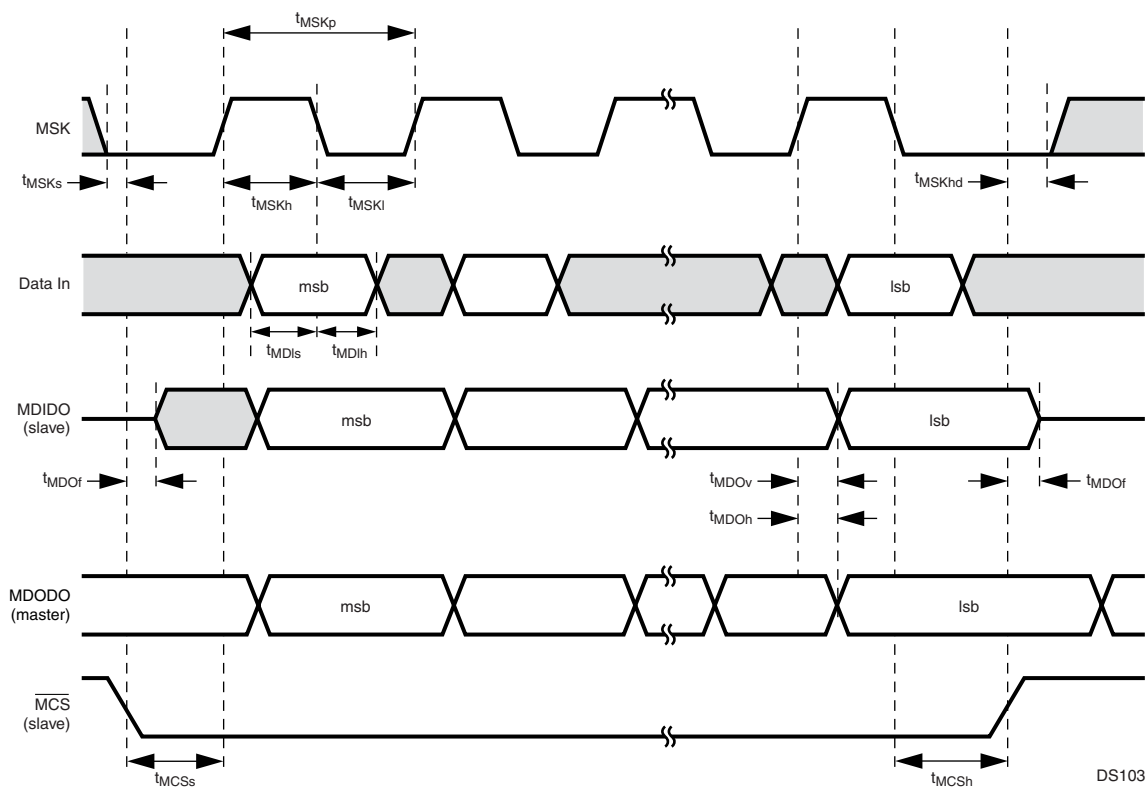 tMSKp
MSK
tMSKs
tMSKh
tMSKl
tMSKhd
Data In
msb
lsb
tMDIs
tMDIh
MDIDO
(slave)
msb
lsb
tMDOf
tMDOv
tMDOf
tMDOh
MDODO
(master)
msb
lsb
MCS
(slave)
tMCSs
tMCSh
DS103